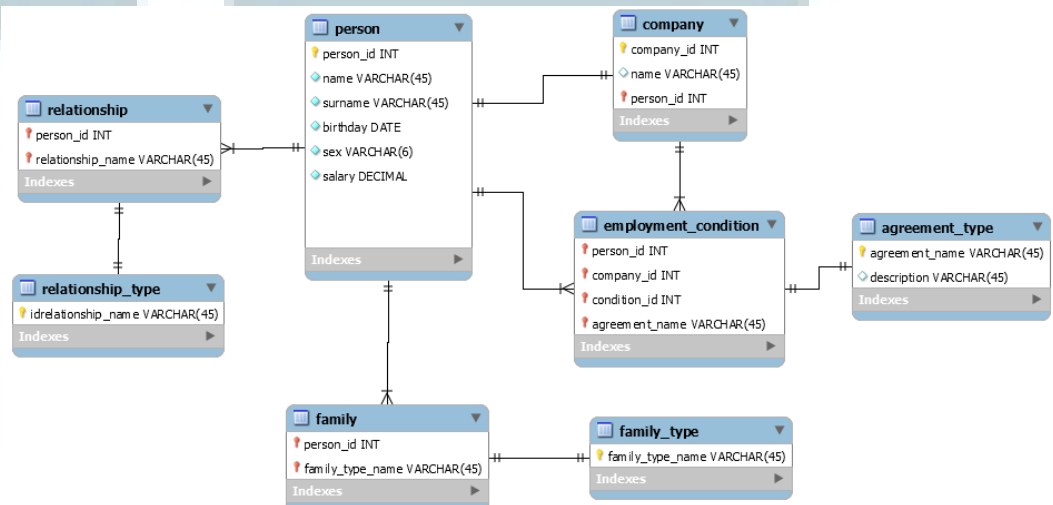 person
person_id INT
name VARCHAR(45)
surname VARCHAR(45)
birthday DATE
sex VARCHAR(6)
salary DECIMAL
Indexes
company
company_id INT
name VARCHAR(45)
person_id INT
Indexes
relationship
person_id INT
relationship_name VARCHAR(45)
Indexes
relationship_type
idrelationship_name VARCHAR(45)
Indexes
employment_condition
person_id INT
company_id INT
condition_id INT
agreement_name VARCHAR(45)
Indexes
agreement_type
agreement_name VARCHAR(45)
description VARCHAR(45)
Indexes
family
person_id INT
family_type_name VARCHAR(45)
Indexes
family_type
family_type_name VARCHAR(45)
Indexes